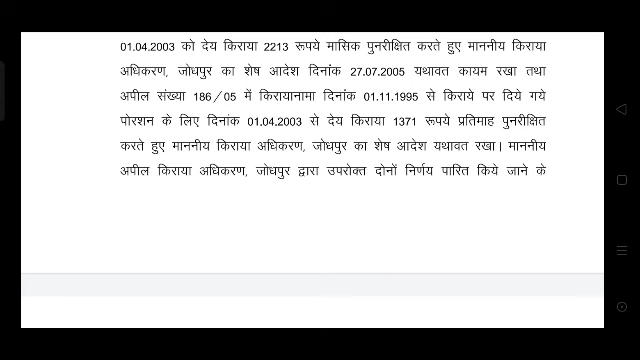 01.04.2003 को देय किराया 2213 रूपये मासिक पुनरीक्षित करते हुए माननीय किराया
अधिकरण, जोधपुर का शेष आदेश दिनांक 27.07.2005 यथावत कायम रखा तथा
अपील संख्या 186/05 में किरायानामा दिनांक 01.11.1995 से किराये पर दिये गये
पोरशन के लिए दिनांक 01.04.2003 से देय किराया 1371 रूपये प्रतिमाह पुनरीक्षित
करते हुए माननीय किराया अधिकरण, जोधपुर का शेष आदेश यथावत रखा। माननीय
अपील किराया अधिकरण, जोधपुर द्वारा उपरोक्त दोनों निर्णय पारित किये जाने के